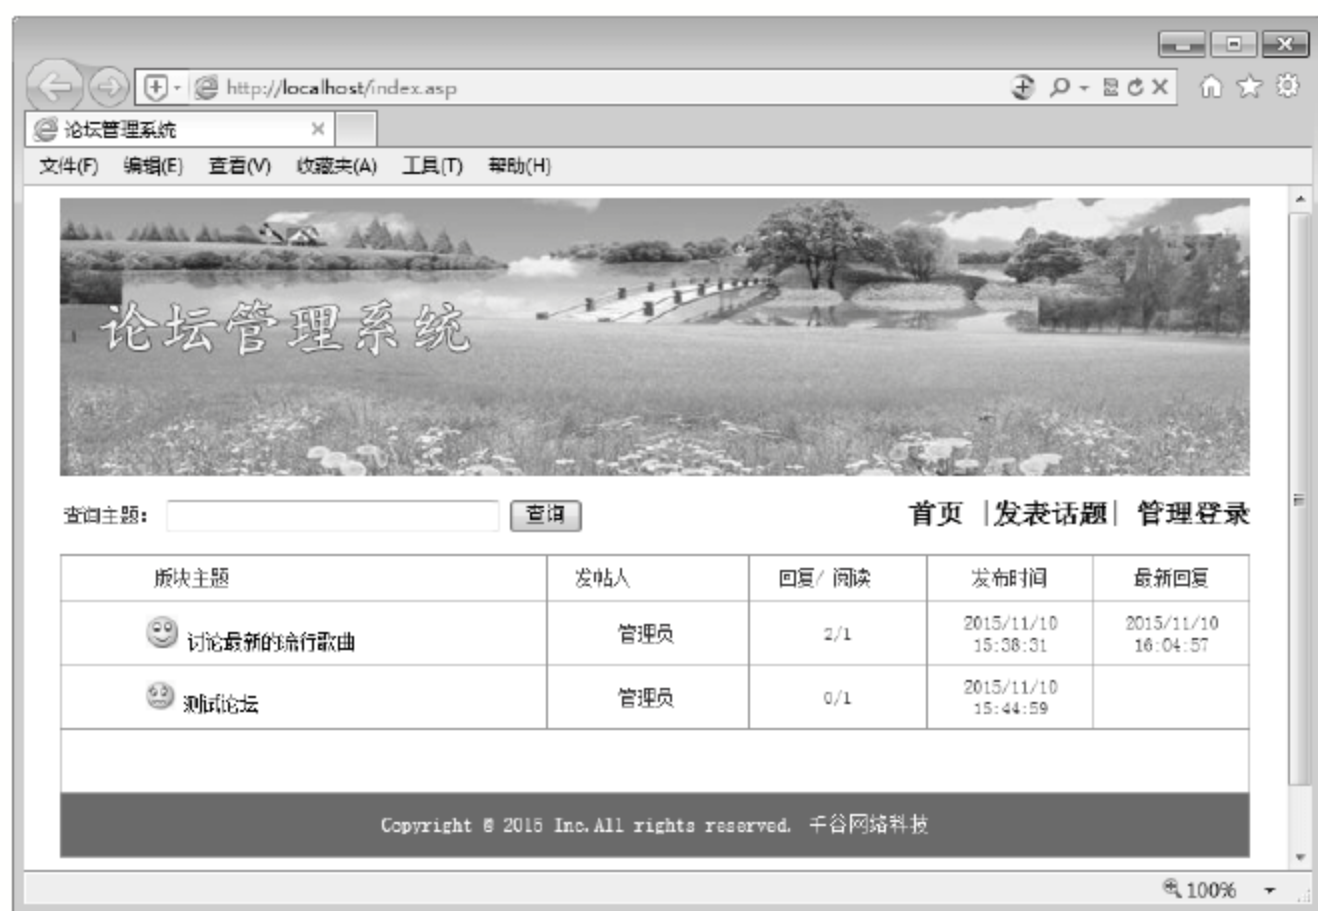 http://localhost/index.asp
论坛管理系统
文件(F) 编辑(E) 查看(V) 收藏夹(A) 工具(T) 帮助(H)
论坛管理系统
查询主题: 查询 首页 |发表话题| 管理登录
版块主题 发帖人 回复/ 阅读 发布时间 最新回复
讨论最新的流行歌曲 管理员 2/1 2015/11/10 15:38:31 2015/11/10 16:04:57
测试论坛 管理员 0/1 2015/11/10 15:44:59
Copyright @ 2015 Inc.All rights reserved. 千谷网络科技
100%